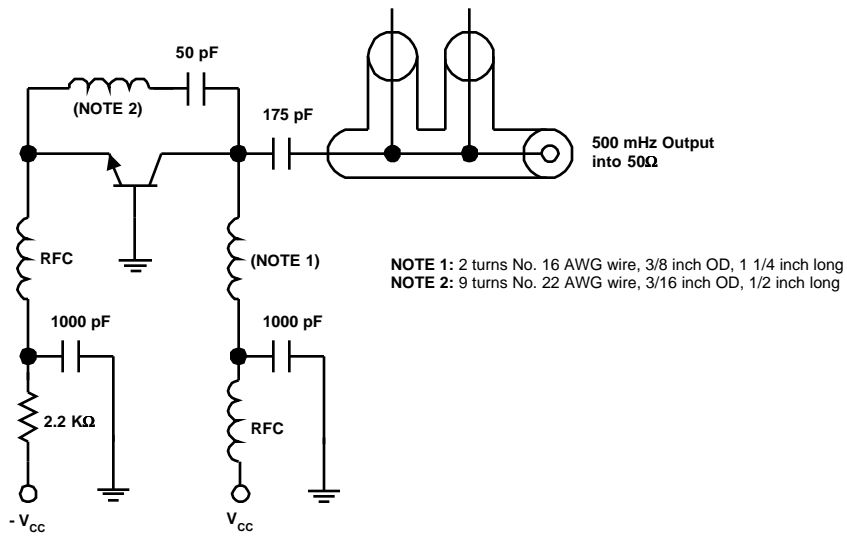 50 pF
(NOTE 2)
175 pF
500 mHz Output
into 50Ω
RFC
(NOTE 1)
NOTE 1: 2 turns No. 16 AWG wire, 3/8 inch OD, 1 1/4 inch long
NOTE 2: 9 turns No. 22 AWG wire, 3/16 inch OD, 1/2 inch long
1000 pF
1000 pF
2.2 KΩ
RFC
- VCC
VCC